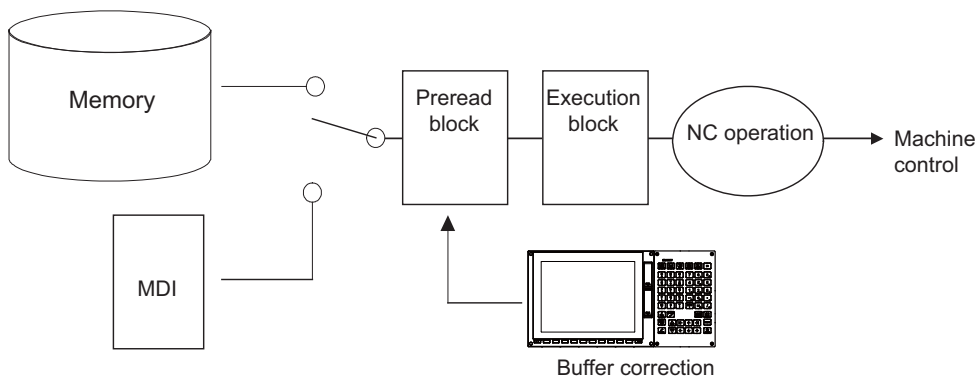 Memory
Preread
block
Execution
block
NC operation
Machine
control
MDI
Buffer correction